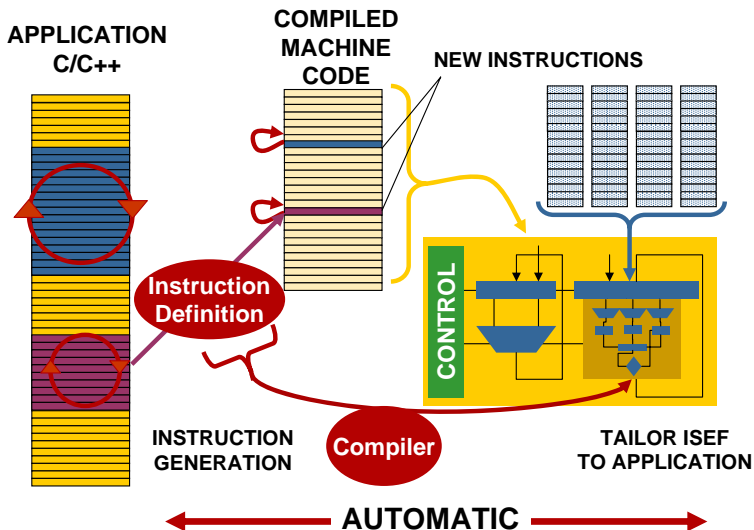 APPLICATION
C/C++
COMPILED
MACHINE
CODE
NEW INSTRUCTIONS
Instruction
Definition
CONTROL
INSTRUCTION
GENERATION
Compiler
TAILOR ISEF
TO APPLICATION
AUTOMATIC